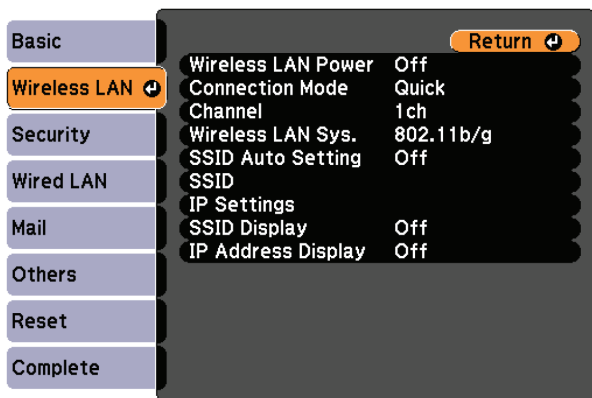 Basic
Wireless LAN
Security
Wired LAN
Mail
Others
Reset
Complete
Return
Wireless LAN Power Off
Connection Mode Quick
Channel 1ch
Wireless LAN Sys. 802.11b/g
SSID Auto Setting Off
SSID
IP Settings
SSID Display Off
IP Address Display Off